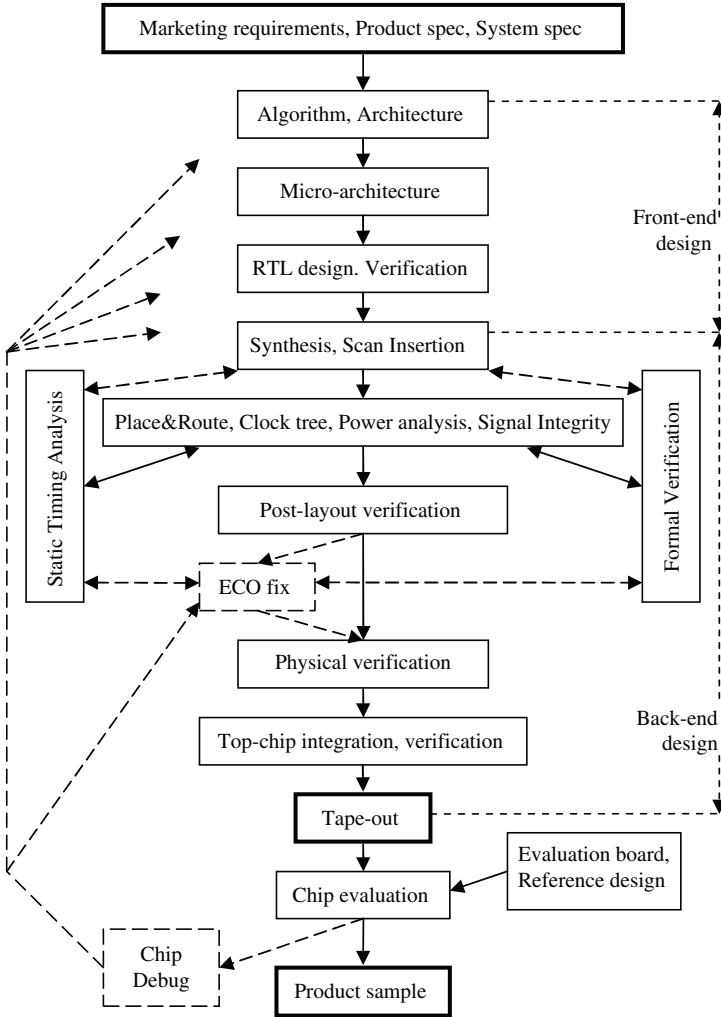 Marketing requirements, Product spec, System spec
Algorithm, Architecture
Micro-architecture
Front-end
design
RTL design. Verification
Synthesis, Scan Insertion
Static Timing Analysis
Place&Route, Clock tree, Power analysis, Signal Integrity
Formal Verification
Post-layout verification
ECO fix
Physical verification
Top-chip integration, verification
Back-end
design
Tape-out
Evaluation board,
Reference design
Chip evaluation
Chip
Debug
Product sample